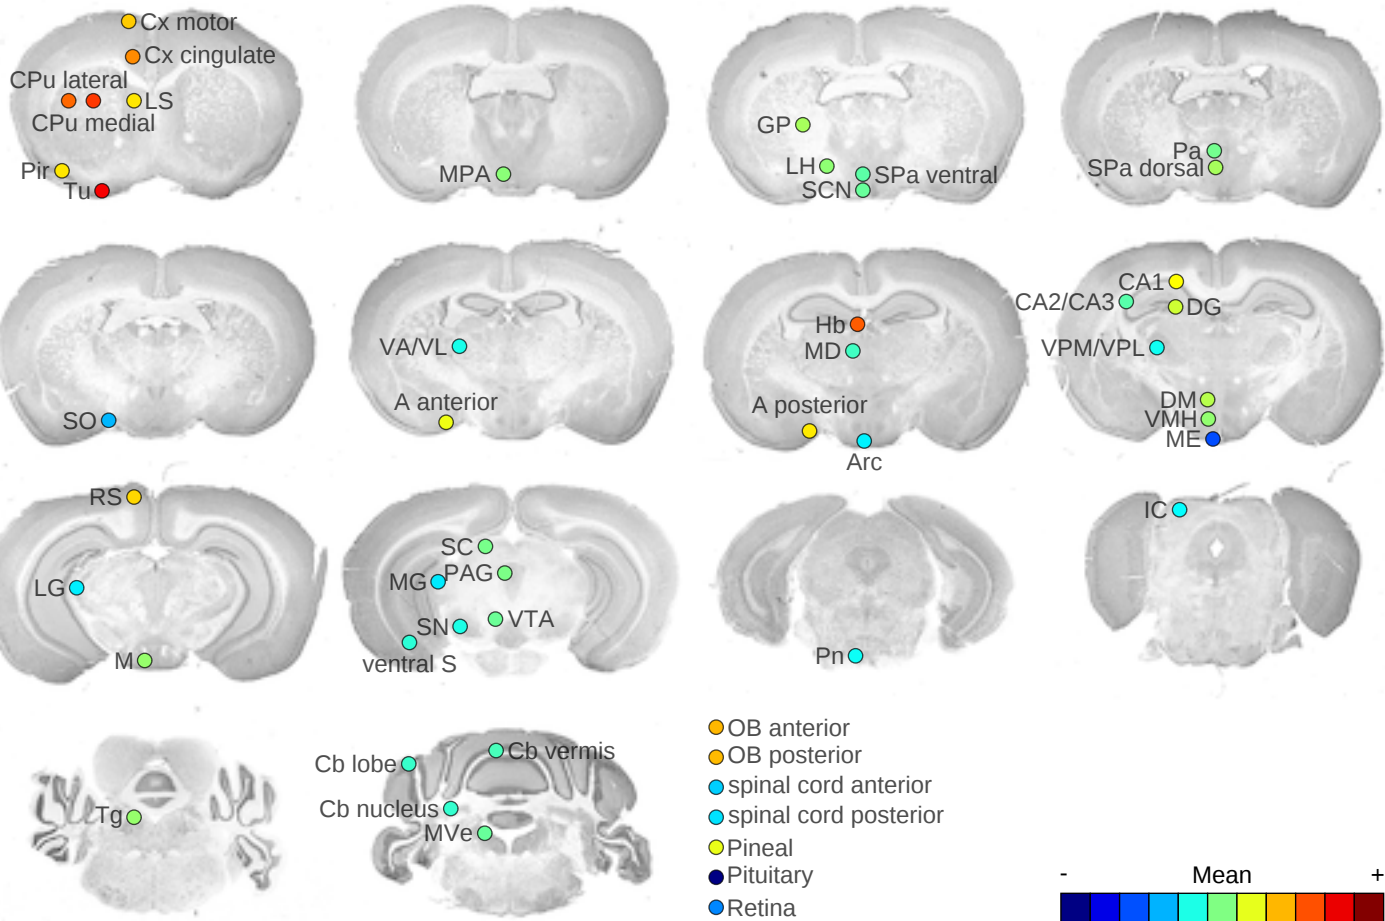 Cx motor
Cx cingulate
CPu lateral
LS
CPu medial
Pir
Tu
MPA
GP
LH
SPa ventral
SCN
Pa
SPa dorsal
SO
VA/VL
A anterior
Hb
MD
A posterior
Arc
CA1
CA2/CA3
DG
VPM/VPL
DM
VMH
ME
RS
LG
M
SC
MG
PAG
SN
VTA
ventral S
Pn
IC
Tg
Cb lobe
Cb vermis
Cb nucleus
MVe
OB anterior
OB posterior
spinal cord anterior
spinal cord posterior
Pineal
Pituitary
Retina
- Mean +